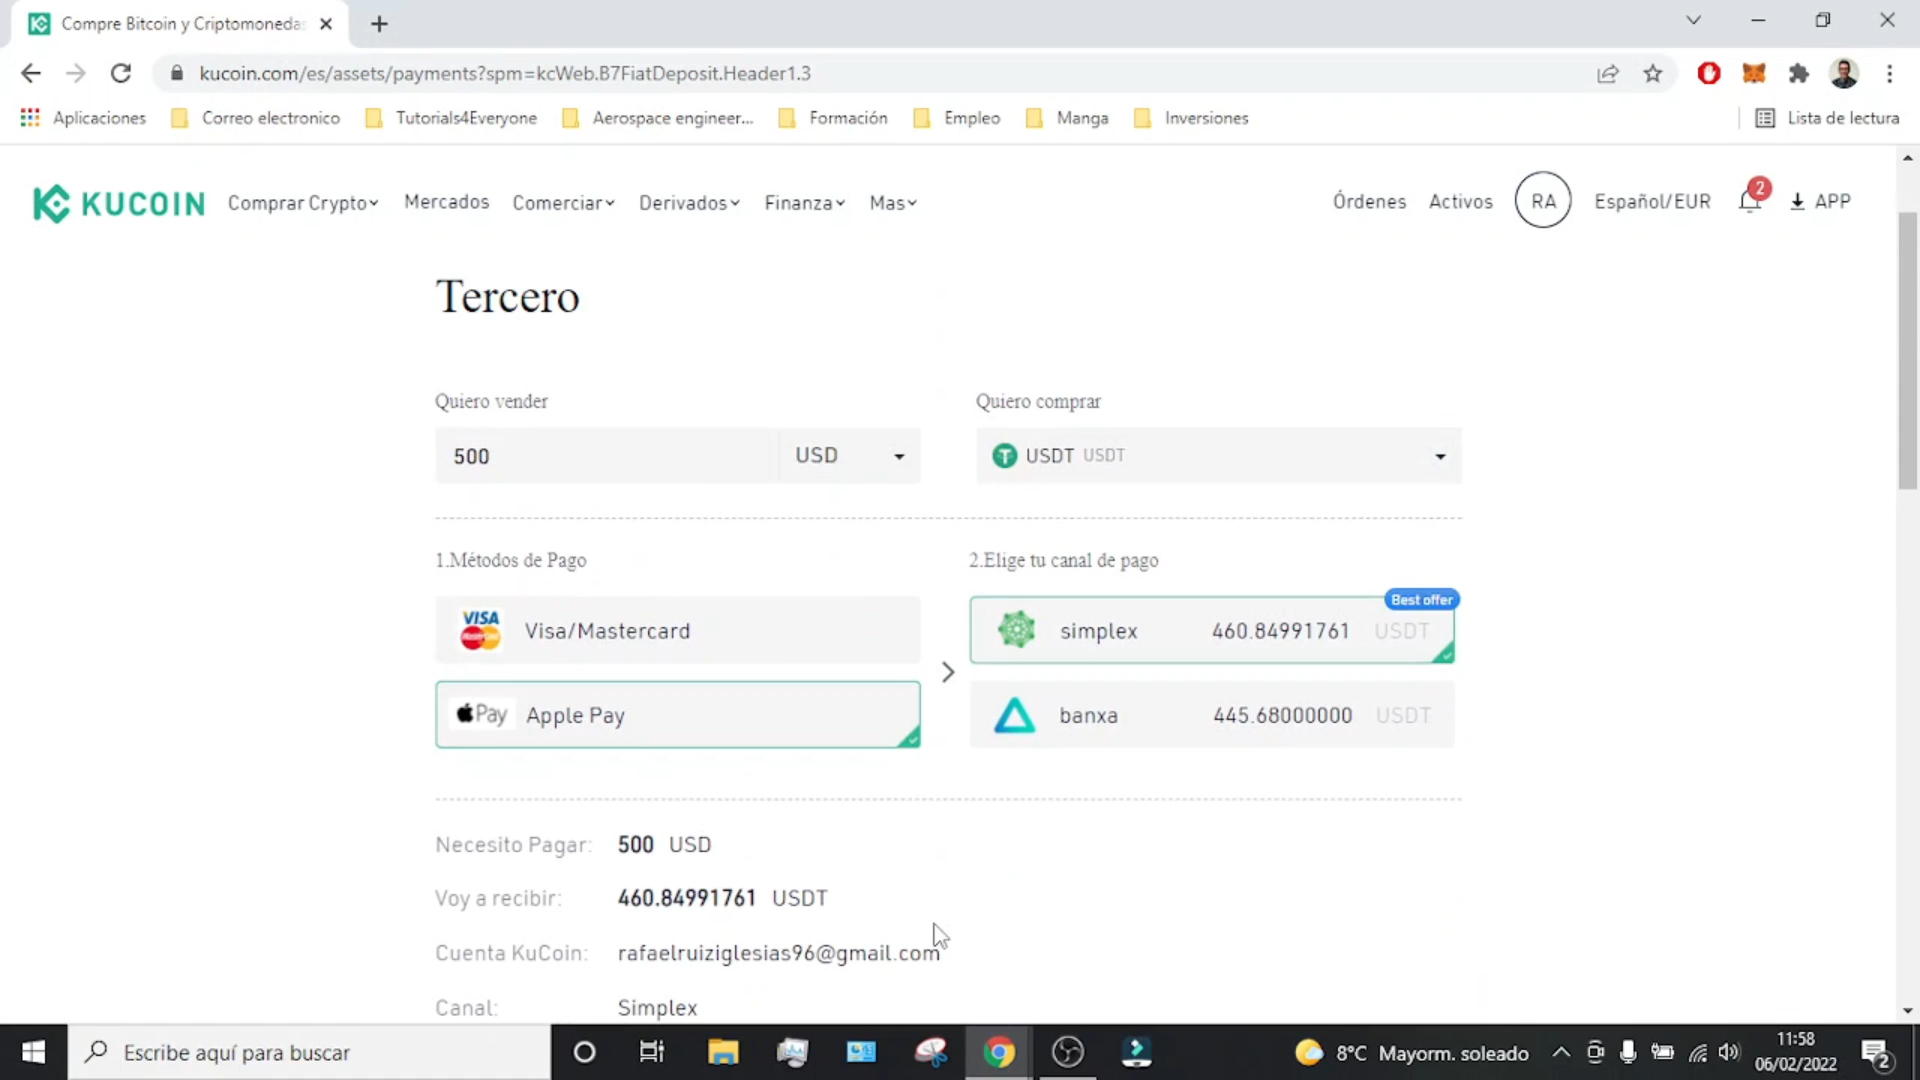 Compre Bitcoin y Criptomonedas
kucoin.com/es/assets/payments?spm=kcWeb.B7FiatDeposit.Header1.3
Aplicaciones Correo electronico Tutorials4Everyone Aerospace engineer... Formación Empleo Manga Inversiones Lista de lectura
KUCOIN Comprar Crypto Mercados Comerciar Derivados Finanza Mas Órdenes Activos RA Español/EUR 2 APP
Tercero
Quiero vender Quiero comprar
500 USD USDT USDT
1.Métodos de Pago 2.Elige tu canal de pago
Best offer
VISA MasterCard Visa/Mastercard simplex 460.84991761 USDT
Pay Apple Pay banxa 445.68000000 USDT
Necesito Pagar: 500 USD
Voy a recibir: 460.84991761 USDT
Cuenta KuCoin: rafaelruiziglesias96@gmail.com
Canal: Simplex
Escribe aquí para buscar 8°C Mayorm. soleado 11:58
06/02/2022 2